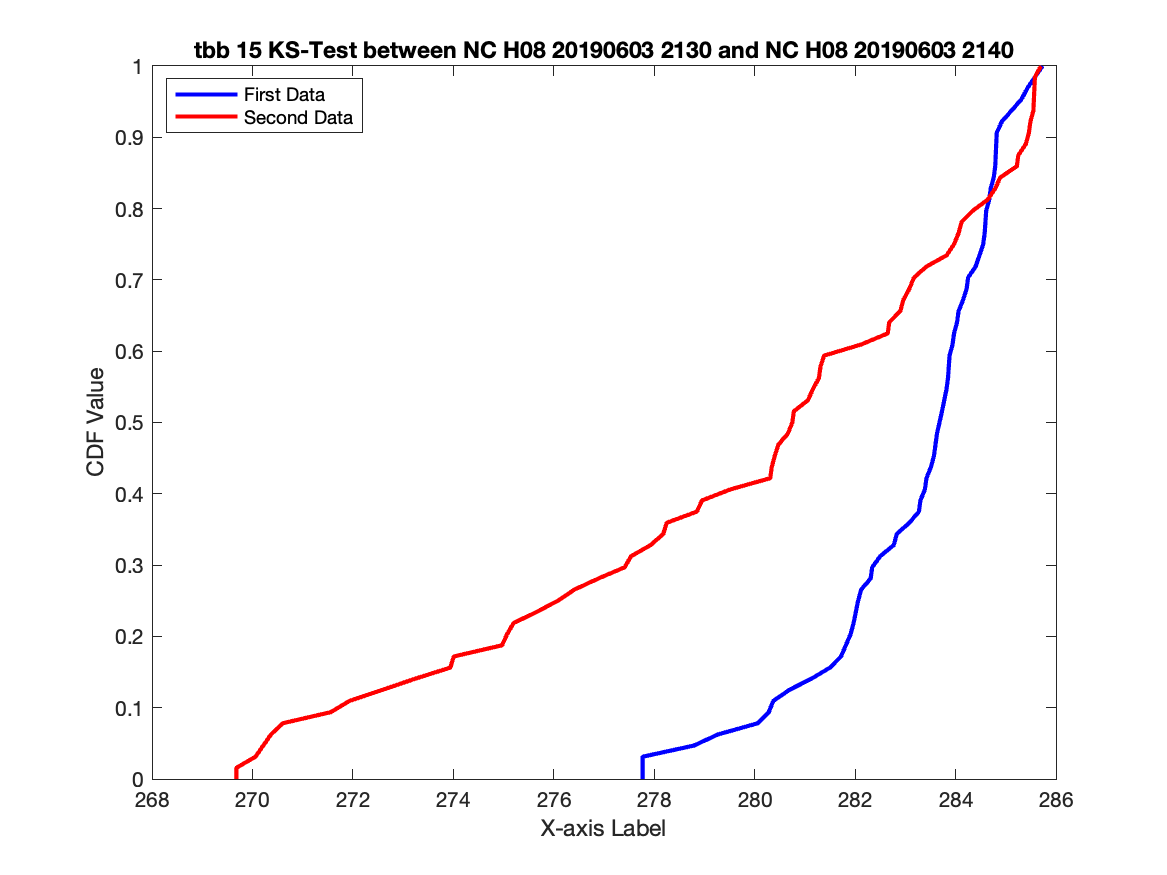 tbb 15 KS-Test between NC H08 20190603 2130 and NC H08 20190603 2140
First Data
Second Data
1
0.9
0.8
0.7
0.6
0.5
0.4
0.3
0.2
0.1
0
CDF Value
268 270 272 274 276 278 280 282 284 286
X-axis Label